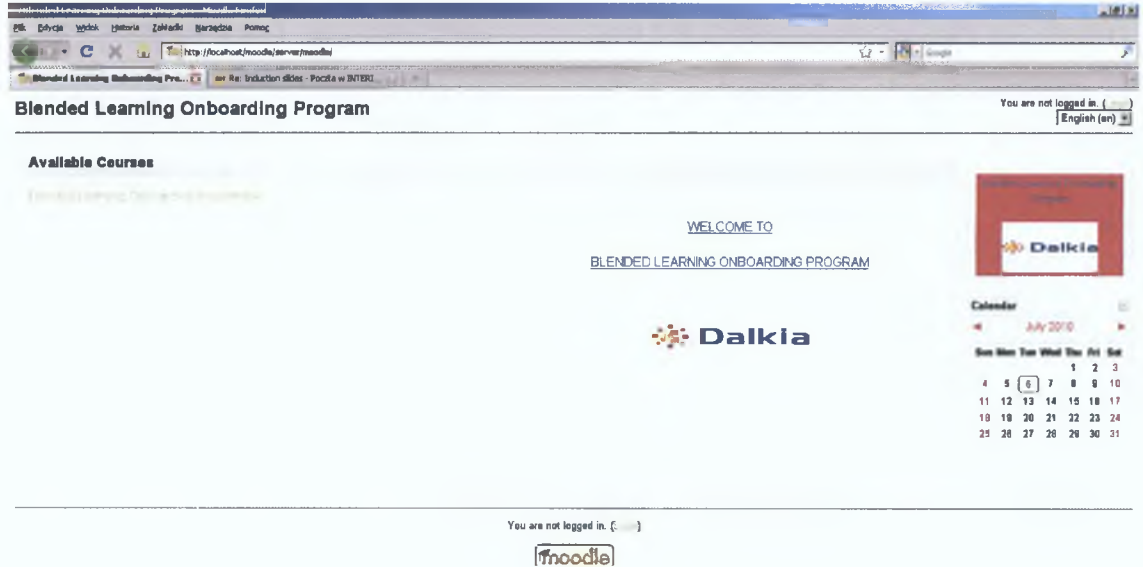 Plik Edycja Widok Historia Zakładki Narzędzia Pomoc
http://localhost/moodle/server/moodle/
Google
Blended Learning Onboarding Pro...
Re: Induction slides - Poczta w INTERI...
Blended Learning Onboarding Program
You are not logged in. (
)
English (en)
Available Courses
WELCOME TO
BLENDED LEARNING ONBOARDING PROGRAM
Dalkia
Dalkia
Calendar
July 2010
Sun Mon Tue Wed Thu Fri Sat
1 2 3
4 5 6 7 8 9 10
11 12 13 14 15 16 17
18 19 20 21 22 23 24
25 26 27 28 29 30 31
You are not logged in. (
)
moodle